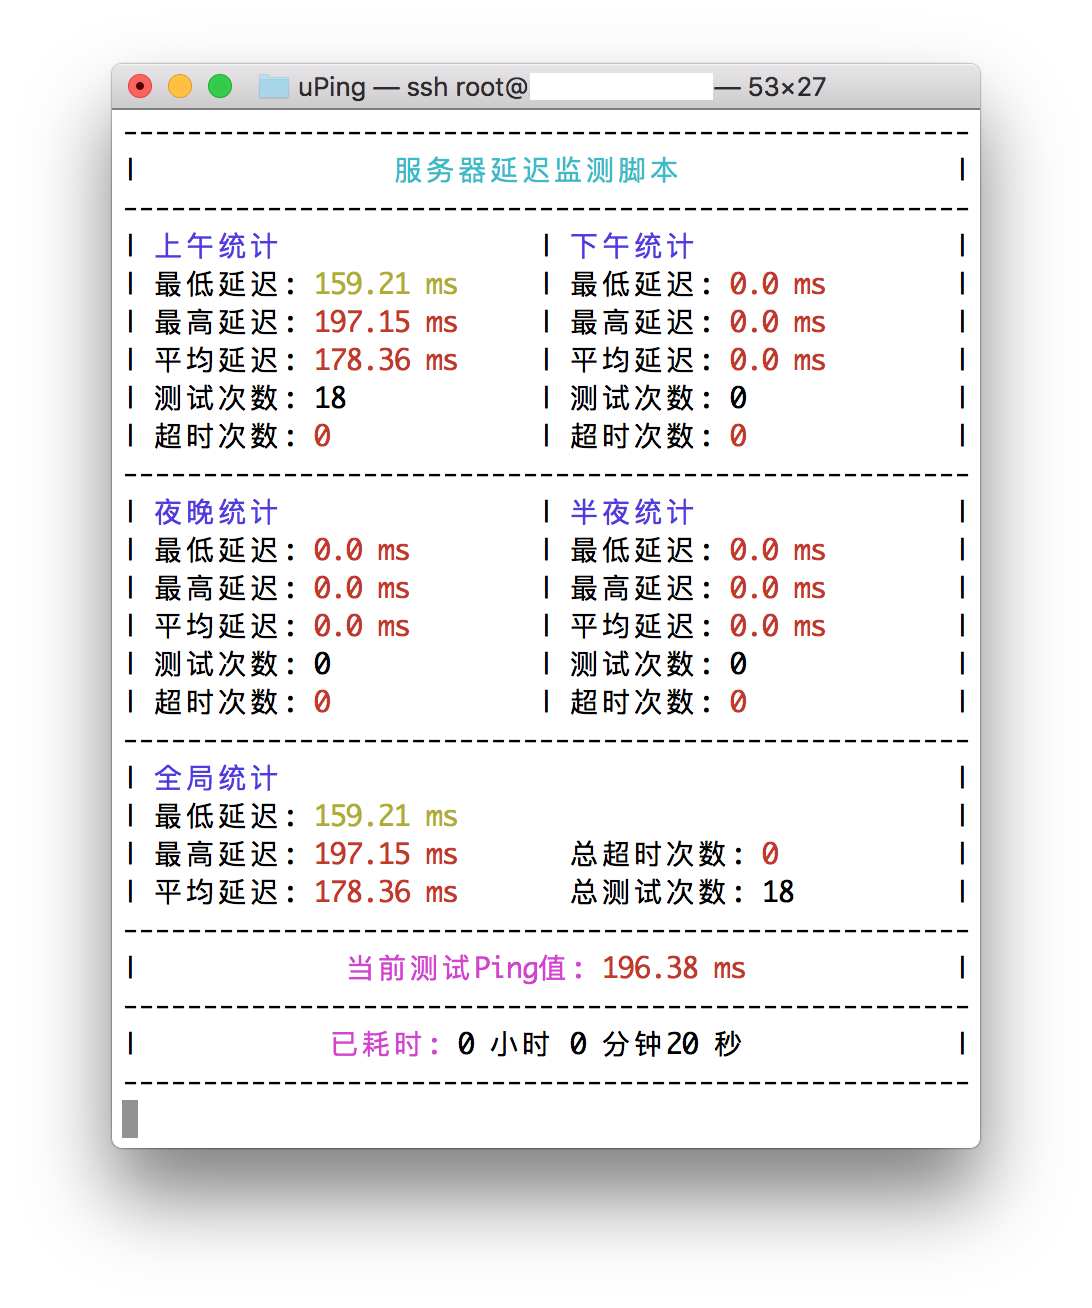 uPing — ssh root@ — 53×27
服务器延迟监测脚本
上午统计 | 下午统计
最低延迟: 159.21 ms | 最低延迟: 0.0 ms
最高延迟: 197.15 ms | 最高延迟: 0.0 ms
平均延迟: 178.36 ms | 平均延迟: 0.0 ms
测试次数: 18 | 测试次数: 0
超时次数: 0 | 超时次数: 0
夜晚统计 | 半夜统计
最低延迟: 0.0 ms | 最低延迟: 0.0 ms
最高延迟: 0.0 ms | 最高延迟: 0.0 ms
平均延迟: 0.0 ms | 平均延迟: 0.0 ms
测试次数: 0 | 测试次数: 0
超时次数: 0 | 超时次数: 0
全局统计
最低延迟: 159.21 ms
最高延迟: 197.15 ms 总超时次数: 0
平均延迟: 178.36 ms 总测试次数: 18
当前测试Ping值: 196.38 ms
已耗时: 0 小时 0 分钟20 秒